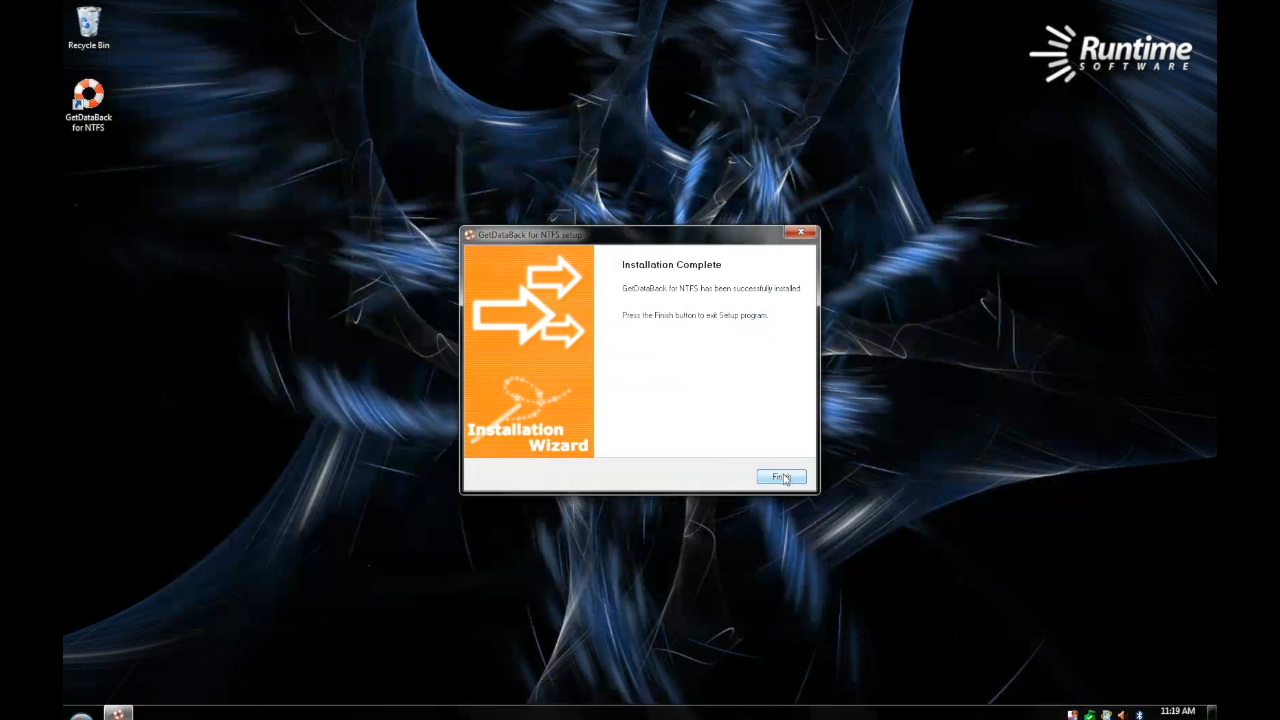 Recycle Bin
GetDataBack
for NTFS
Runtime
SOFTWARE
GetDataBack for NTFS setup
Installation Complete
GetDataBack for NTFS has been successfully installed.
Press the Finish button to exit Setup program.
Installation
Wizard
Finish
11:19 AM